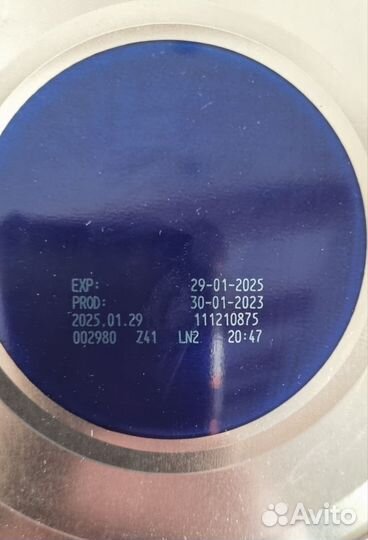 EXP: 29-01-2025
PROD: 30-01-2023
2025.01.29 111210875
002980 Z41 LN2 20:47
Avito